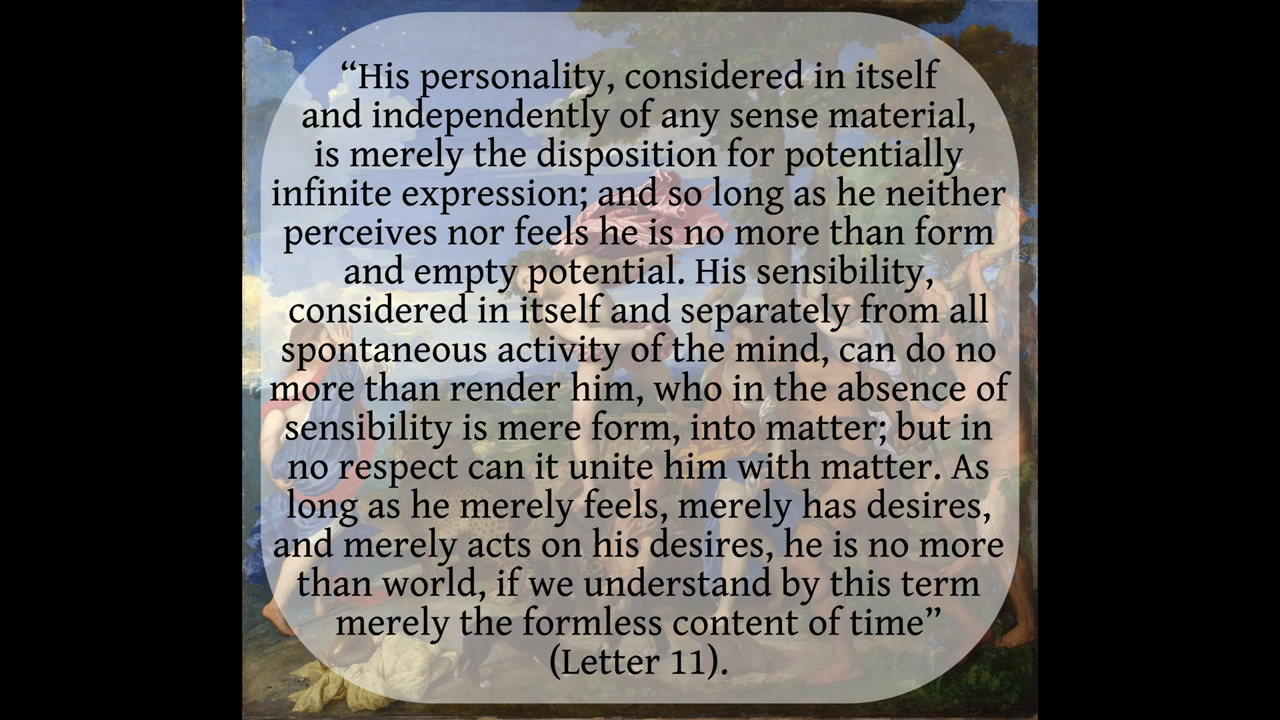 “His personality, considered in itself
and independently of any sense material,
is merely the disposition for potentially
infinite expression; and so long as he neither
perceives nor feels he is no more than form
and empty potential. His sensibility,
considered in itself and separately from all
spontaneous activity of the mind, can do no
more than render him, who in the absence of
sensibility is mere form, into matter; but in
no respect can it unite him with matter. As
long as he merely feels, merely has desires,
and merely acts on his desires, he is no more
than world, if we understand by this term
merely the formless content of time”
(Letter 11).